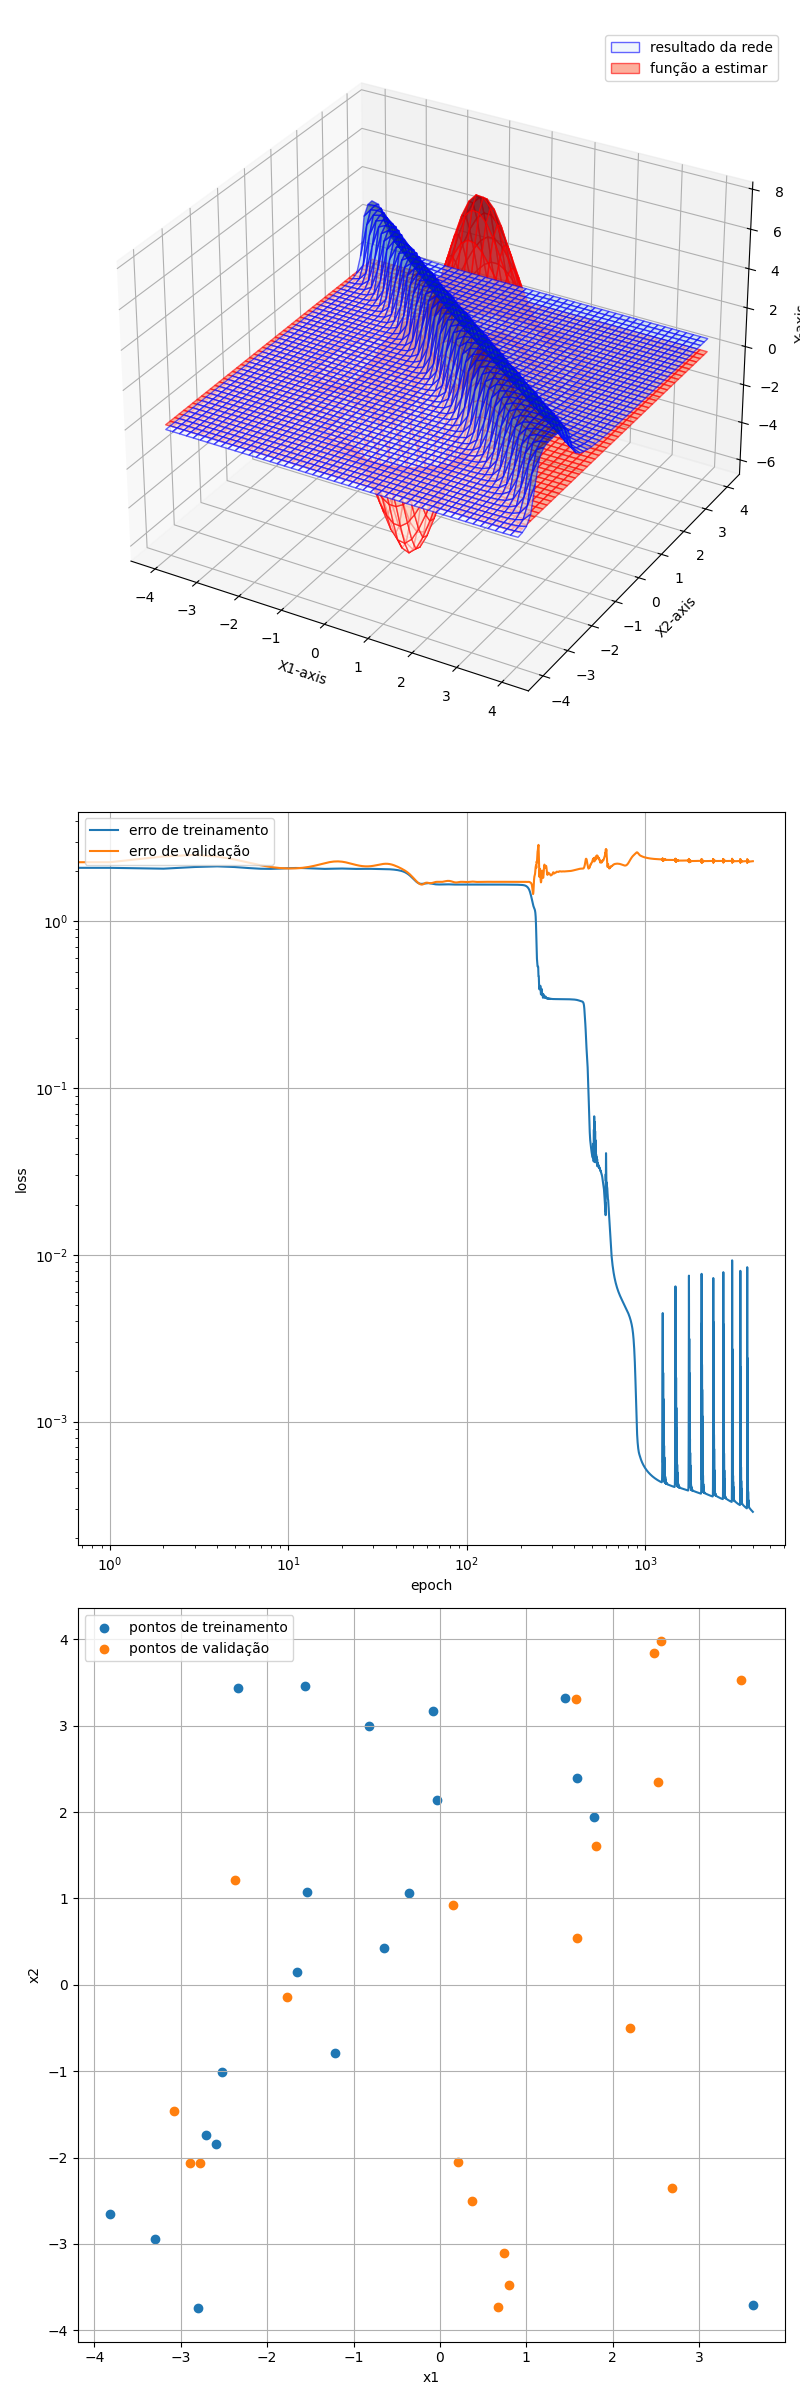 resultado da rede
função a estimar
8
6
4
2
0
−2
−4
−6
4
3
2
1
0
−1
−2
−3
−4
X2-axis
−4
−3
−2
−1
0
1
2
3
4
X1-axis
erro de treinamento
erro de validação
10^0
10^-1
10^-2
10^-3
loss
10^0 10^1 10^2 10^3
epoch
pontos de treinamento
pontos de validação
4
3
2
1
0
−1
−2
−3
−4
x2
−4 −3 −2 −1 0 1 2 3
x1